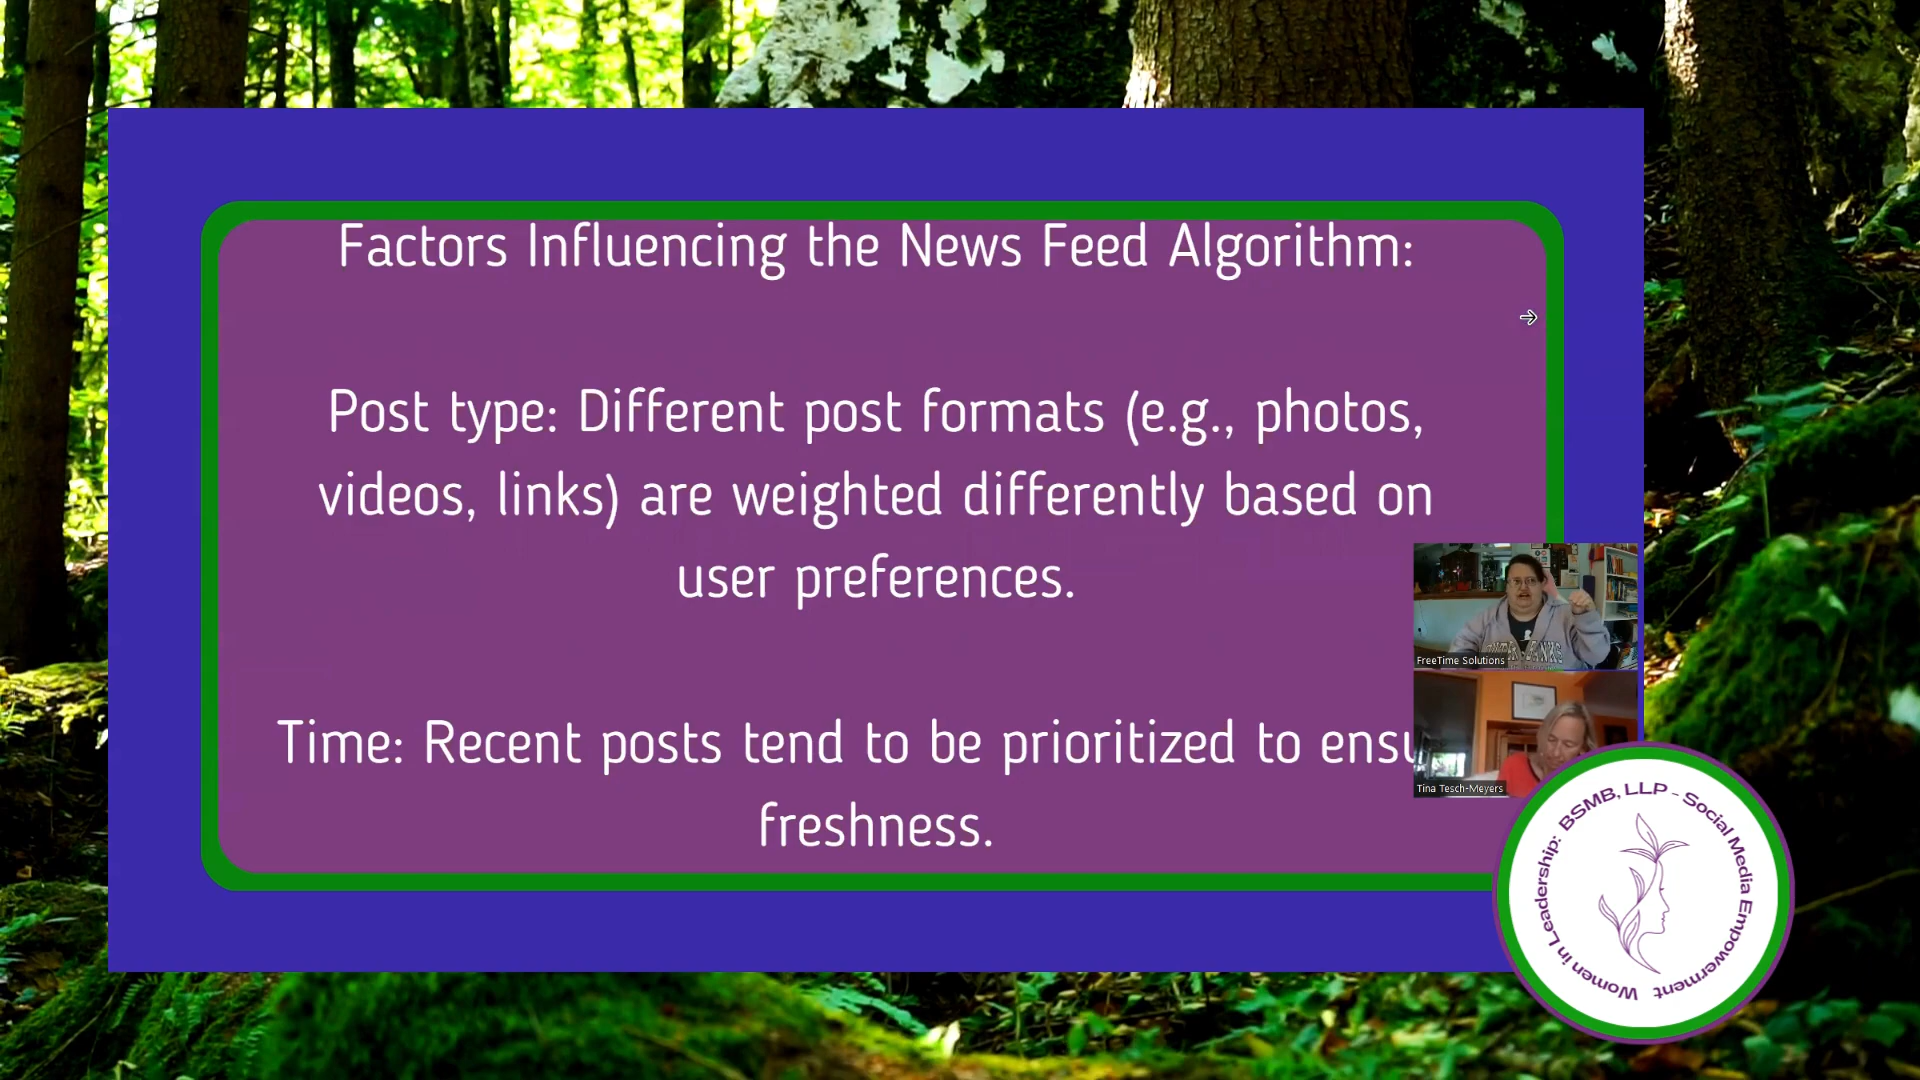 Factors Influencing the News Feed Algorithm:
Post type: Different post formats (e.g., photos,
videos, links) are weighted differently based on
user preferences.
Time: Recent posts tend to be prioritized to
freshness.
FreeTime Solutions
Tina Tesch-Meyers
Women in Leadership: BSMB, LLP - Social Media Empowerment